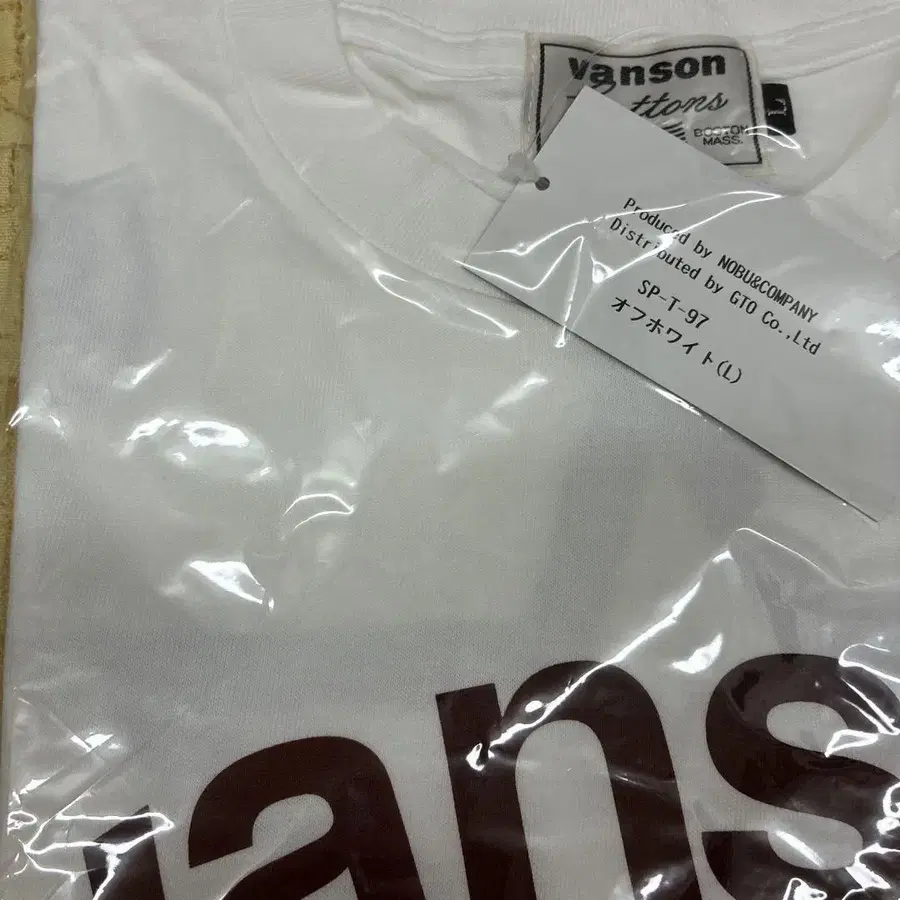 vanson
BOSTON
MASS.
L
Produced by NOBU&COMPANY
Distributed by GTO Co.,Ltd
SP-T-97
オフホワイト(L)
vans